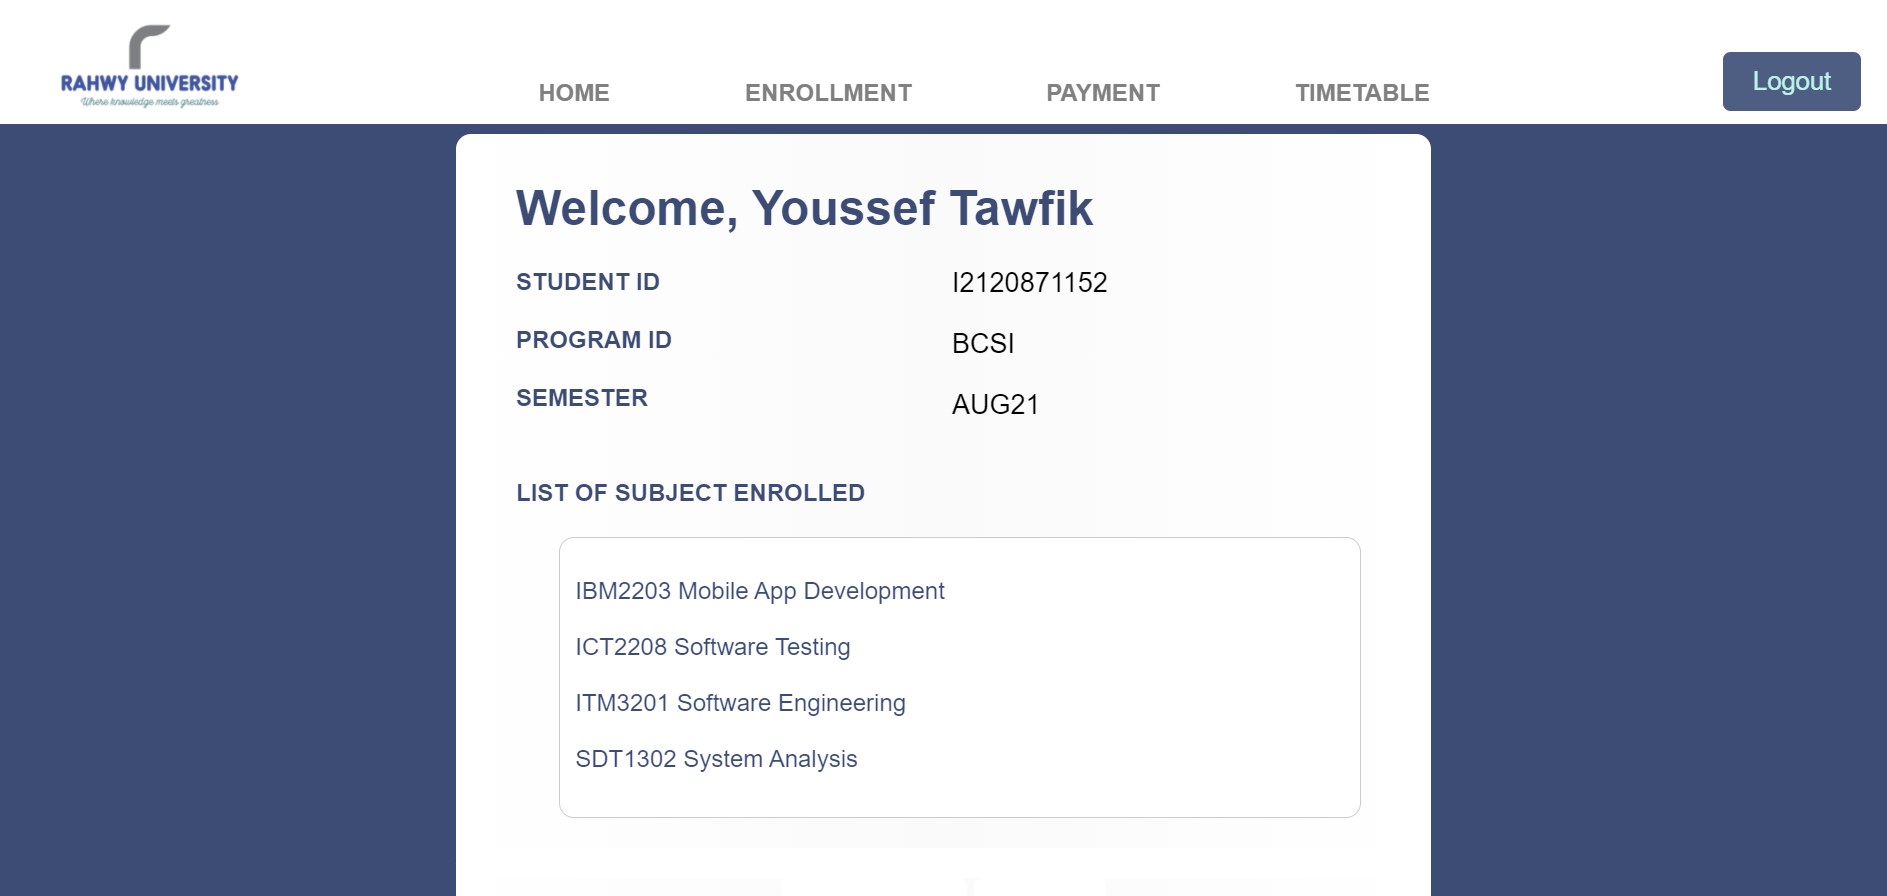 RAHWY UNIVERSITY
Where knowledge meets greatness
HOME ENROLLMENT PAYMENT TIMETABLE
Logout
Welcome, Youssef Tawfik
STUDENT ID I2120871152
PROGRAM ID BCSI
SEMESTER AUG21
LIST OF SUBJECT ENROLLED
IBM2203 Mobile App Development
ICT2208 Software Testing
ITM3201 Software Engineering
SDT1302 System Analysis